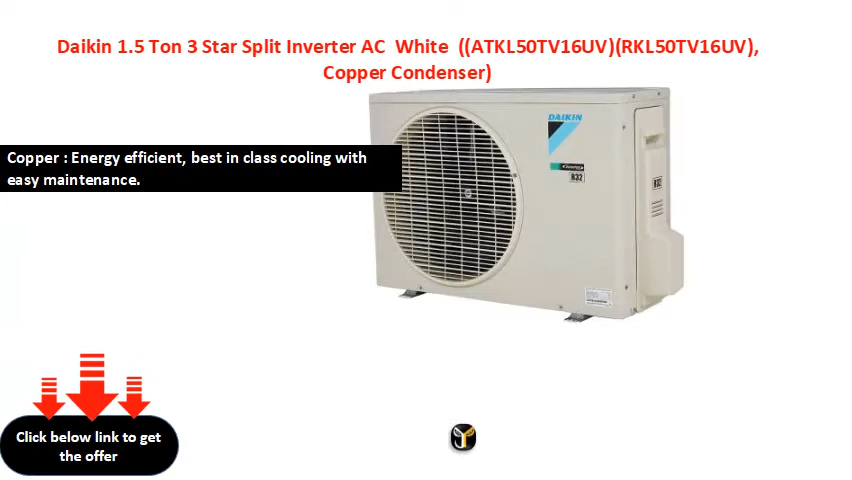 Daikin 1.5 Ton 3 Star Split Inverter AC White ((ATKL50TV16UV)(RKL50TV16UV),
Copper Condenser)
DAIKIN
R32
R32
Copper : Energy efficient, best in class cooling with
easy maintenance.
Click below link to get
the offer